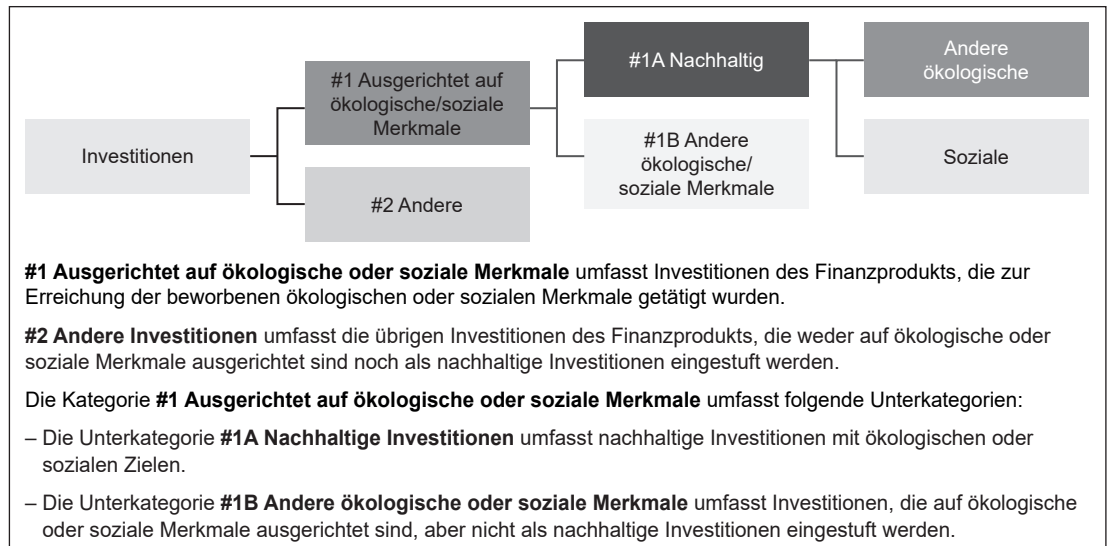 Investitionen
#1 Ausgerichtet auf
ökologische/soziale
Merkmale
#2 Andere
#1A Nachhaltig
#1B Andere
ökologische/
soziale Merkmale
Andere
ökologische
Soziale
#1 Ausgerichtet auf ökologische oder soziale Merkmale umfasst Investitionen des Finanzprodukts, die zur
Erreichung der beworbenen ökologischen oder sozialen Merkmale getätigt wurden.
#2 Andere Investitionen umfasst die übrigen Investitionen des Finanzprodukts, die weder auf ökologische oder
soziale Merkmale ausgerichtet sind noch als nachhaltige Investitionen eingestuft werden.
Die Kategorie #1 Ausgerichtet auf ökologische oder soziale Merkmale umfasst folgende Unterkategorien:
– Die Unterkategorie #1A Nachhaltige Investitionen umfasst nachhaltige Investitionen mit ökologischen oder
sozialen Zielen.
– Die Unterkategorie #1B Andere ökologische oder soziale Merkmale umfasst Investitionen, die auf ökologische
oder soziale Merkmale ausgerichtet sind, aber nicht als nachhaltige Investitionen eingestuft werden.